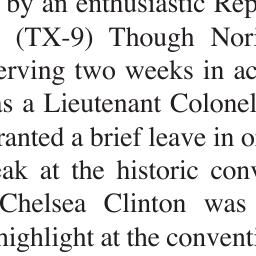 by an enthusiastic Rep
(TX-9) Though Nori
erving two weeks in ac
as a Lieutenant Colonel
ranted a brief leave in o
eak at the historic conv
Chelsea Clinton was
highlight at the conventi